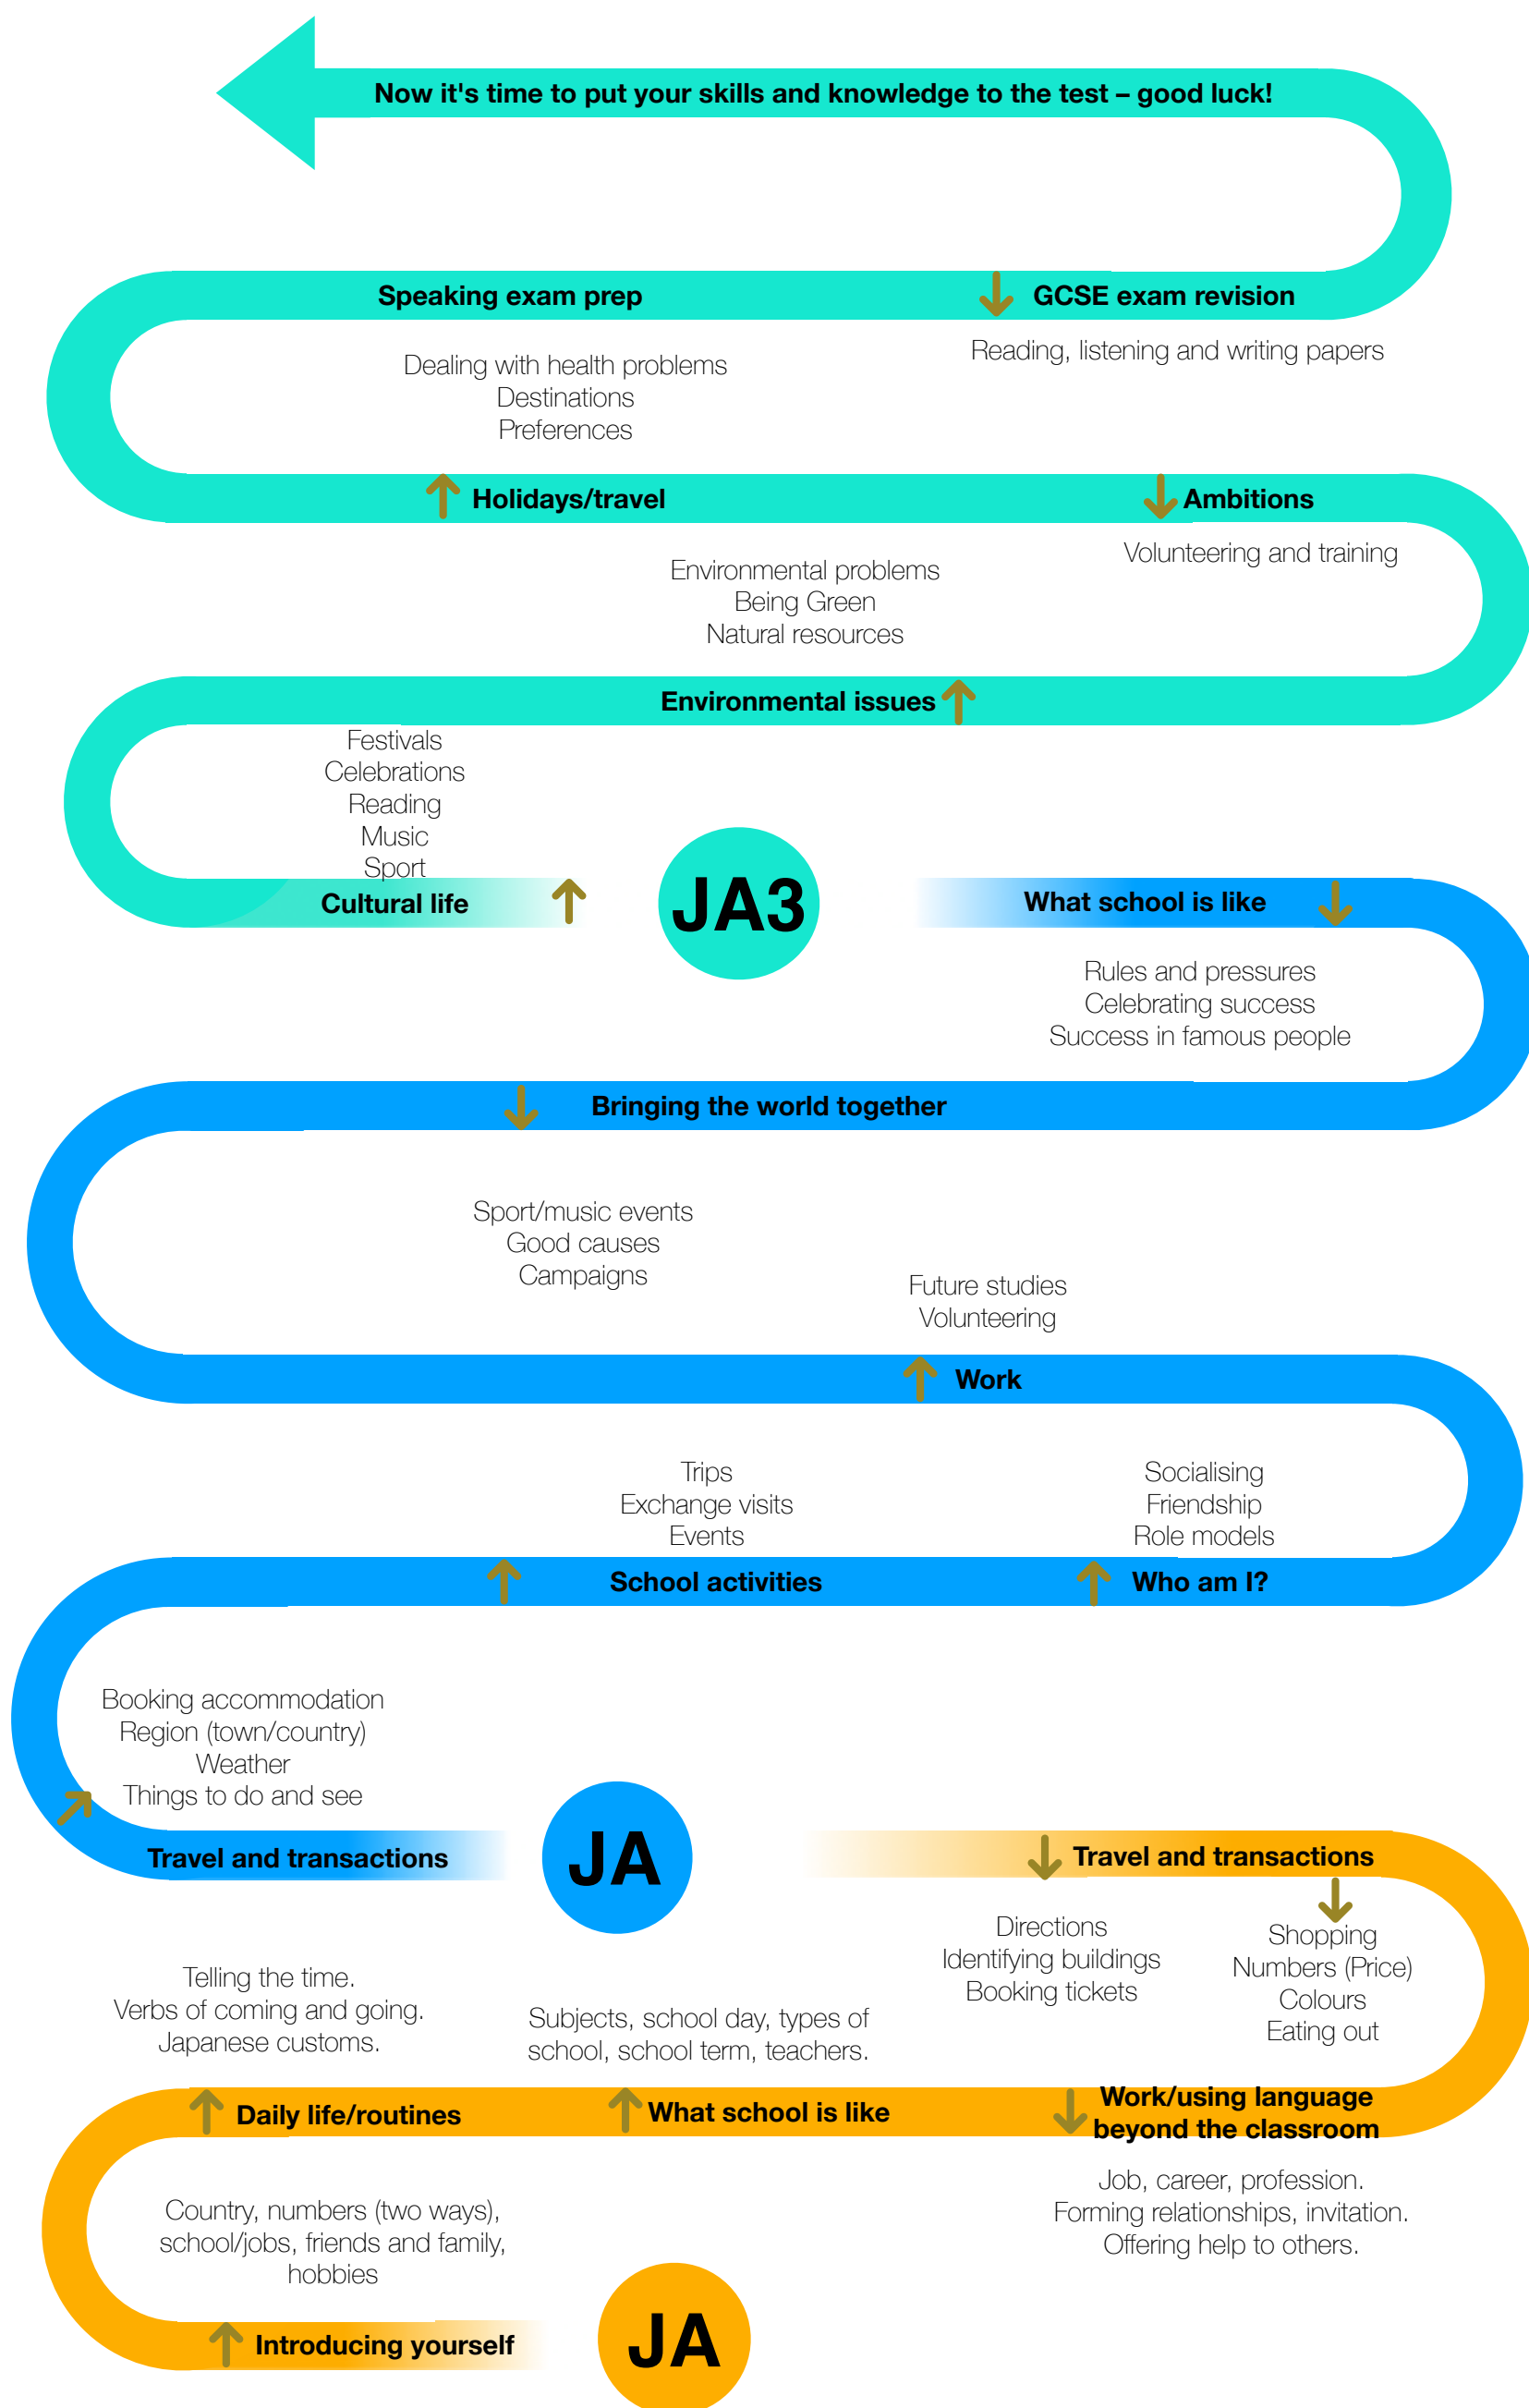 Now it's time to put your skills and knowledge to the test – good luck!
Speaking exam prep
GCSE exam revision
Dealing with health problems
Destinations
Preferences
Reading, listening and writing papers
Holidays/travel
Ambitions
Environmental problems
Being Green
Natural resources
Volunteering and training
Environmental issues
Festivals
Celebrations
Reading
Music
Sport
Cultural life
JA3
What school is like
Rules and pressures
Celebrating success
Success in famous people
Bringing the world together
Sport/music events
Good causes
Campaigns
Future studies
Volunteering
Work
Trips
Exchange visits
Events
Socialising
Friendship
Role models
School activities
Who am I?
Booking accommodation
Region (town/country)
Weather
Things to do and see
Travel and transactions
JA
Travel and transactions
Directions
Identifying buildings
Booking tickets
Shopping
Numbers (Price)
Colours
Eating out
Telling the time.
Verbs of coming and going.
Japanese customs.
Subjects, school day, types of
school, school term, teachers.
Daily life/routines
What school is like
Work/using language
beyond the classroom
Country, numbers (two ways),
school/jobs, friends and family,
hobbies
Job, career, profession.
Forming relationships, invitation.
Offering help to others.
Introducing yourself
JA